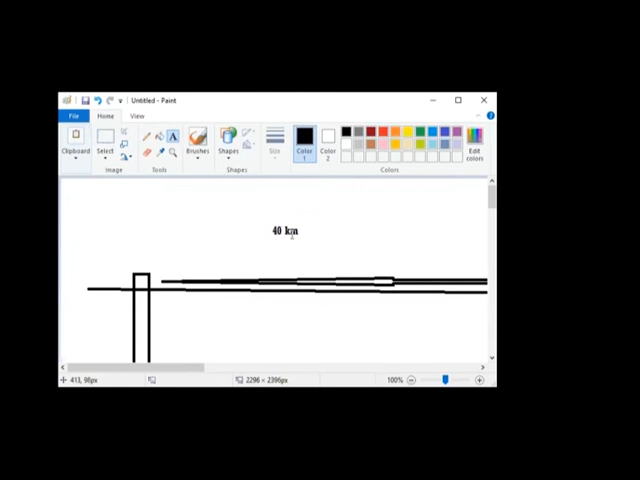 Untitled - Paint
File Home View
Clipboard
Select
Image
Tools
Brushes
Shapes
Shapes
Size
Color 1
Color 2
Colors
Edit colors
40 km
413, 98px
2296 × 2396px
100%